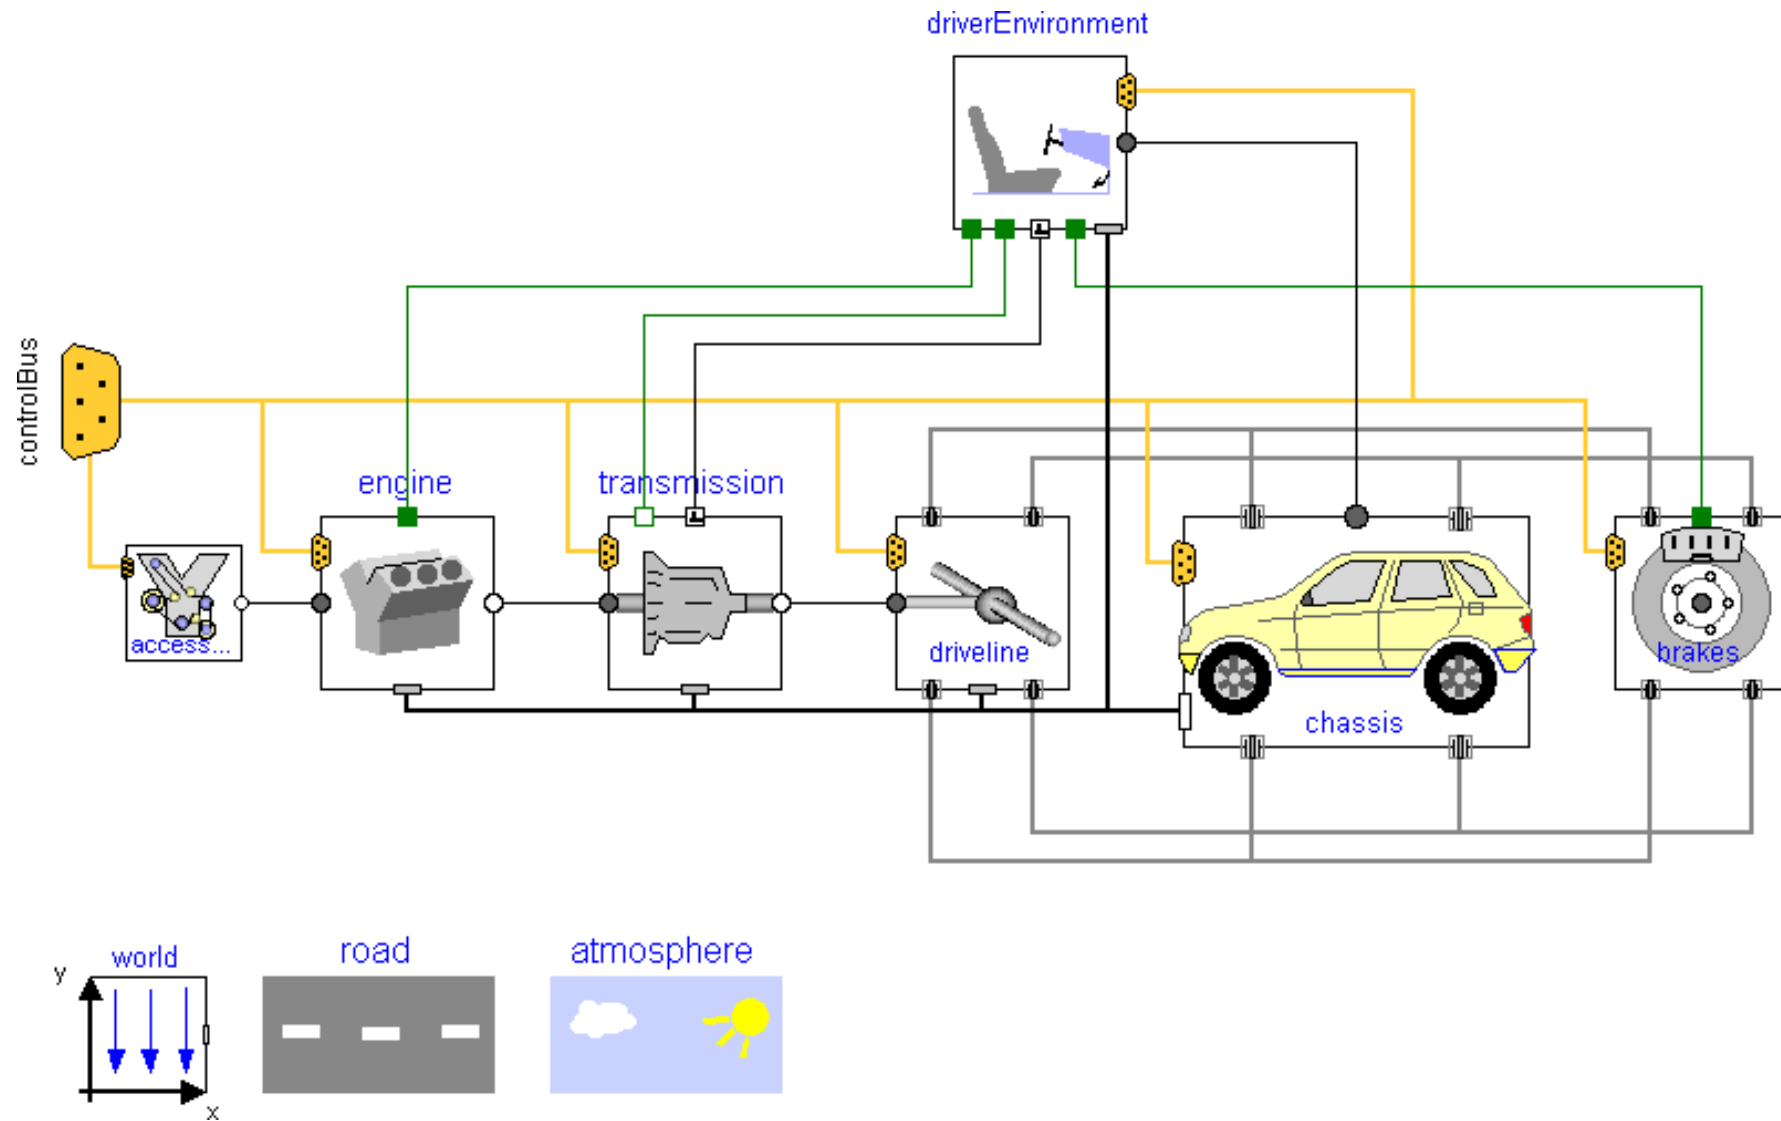 driverEnvironment
controlBus
engine
transmission
access...
driveline
brakes
chassis
world
road
atmosphere
y
x